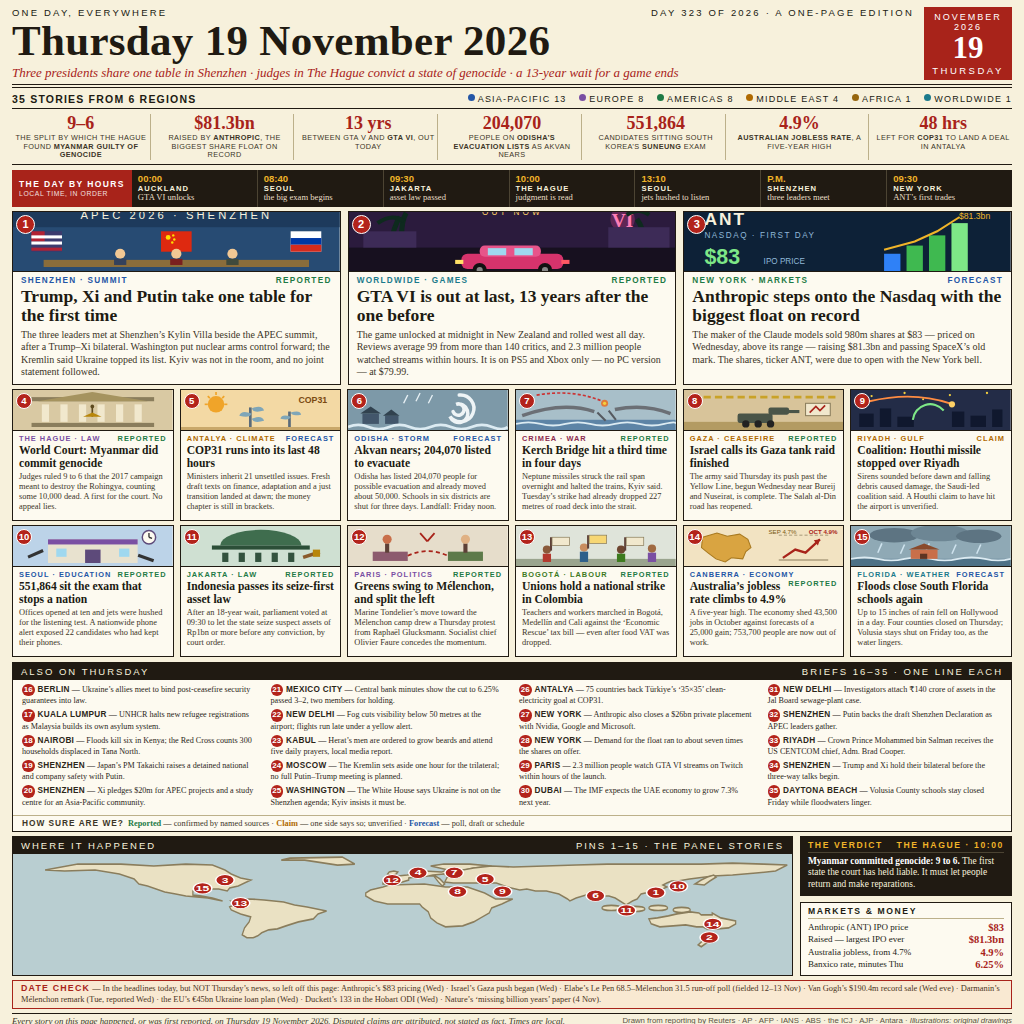 ONE DAY, EVERYWHERE
DAY 323 OF 2026 · A ONE-PAGE EDITION
Thursday 19 November 2026
Three presidents share one table in Shenzhen · judges in The Hague convict a state of genocide · a 13-year wait for a game ends
NOVEMBER
2026
19
THURSDAY
35 STORIES FROM 6 REGIONS
ASIA-PACIFIC 13
EUROPE 8
AMERICAS 8
MIDDLE EAST 4
AFRICA 1
WORLDWIDE 1
9–6
THE SPLIT BY WHICH THE HAGUE
FOUND MYANMAR GUILTY OF
GENOCIDE
$81.3bn
RAISED BY ANTHROPIC, THE
BIGGEST SHARE FLOAT ON
RECORD
13 yrs
BETWEEN GTA V AND GTA VI, OUT
TODAY
204,070
PEOPLE ON ODISHA'S
EVACUATION LISTS AS AKVAN
NEARS
551,864
CANDIDATES SITTING SOUTH
KOREA'S SUNEUNG EXAM
4.9%
AUSTRALIAN JOBLESS RATE, A
FIVE-YEAR HIGH
48 hrs
LEFT FOR COP31 TO LAND A DEAL
IN ANTALYA
THE DAY BY HOURS
LOCAL TIME, IN ORDER
00:00
AUCKLAND
GTA VI unlocks
08:40
SEOUL
the big exam begins
09:30
JAKARTA
asset law passed
10:00
THE HAGUE
judgment is read
13:10
SEOUL
jets hushed to listen
P.M.
SHENZHEN
three leaders meet
09:30
NEW YORK
ANT's first trades
1
APEC 2026 · SHENZHEN
SHENZHEN · SUMMIT
REPORTED
Trump, Xi and Putin take one table for
the first time
The three leaders met at Shenzhen's Kylin Villa beside the APEC summit,
after a Trump–Xi bilateral. Washington put nuclear arms control forward; the
Kremlin said Ukraine topped its list. Kyiv was not in the room, and no joint
statement followed.
2
OUT NOW
VI
WORLDWIDE · GAMES
REPORTED
GTA VI is out at last, 13 years after the
one before
The game unlocked at midnight in New Zealand and rolled west all day.
Reviews average 99 from more than 140 critics, and 2.3 million people
watched streams within hours. It is on PS5 and Xbox only — no PC version
— at $79.99.
3
ANT
NASDAQ · FIRST DAY
$83
IPO PRICE
$81.3bn
NEW YORK · MARKETS
FORECAST
Anthropic steps onto the Nasdaq with the
biggest float on record
The maker of the Claude models sold 980m shares at $83 — priced on
Wednesday, above its range — raising $81.3bn and passing SpaceX's old
mark. The shares, ticker ANT, were due to open with the New York bell.
4
THE HAGUE · LAW
REPORTED
World Court: Myanmar did
commit genocide
Judges ruled 9 to 6 that the 2017 campaign
meant to destroy the Rohingya, counting
some 10,000 dead. A first for the court. No
appeal lies.
5
COP31
ANTALYA · CLIMATE
FORECAST
COP31 runs into its last 48
hours
Ministers inherit 21 unsettled issues. Fresh
draft texts on finance, adaptation and a just
transition landed at dawn; the money
chapter is still in brackets.
6
ODISHA · STORM
FORECAST
Akvan nears; 204,070 listed
to evacuate
Odisha has listed 204,070 people for
possible evacuation and already moved
about 50,000. Schools in six districts are
shut for three days. Landfall: Friday noon.
7
CRIMEA · WAR
REPORTED
Kerch Bridge hit a third time
in four days
Neptune missiles struck the rail span
overnight and halted the trains, Kyiv said.
Tuesday's strike had already dropped 227
metres of road deck into the strait.
8
GAZA · CEASEFIRE
REPORTED
Israel calls its Gaza tank raid
finished
The army said Thursday its push past the
Yellow Line, begun Wednesday near Bureij
and Nuseirat, is complete. The Salah al-Din
road has reopened.
9
RIYADH · GULF
CLAIM
Coalition: Houthi missile
stopped over Riyadh
Sirens sounded before dawn and falling
debris caused damage, the Saudi-led
coalition said. A Houthi claim to have hit
the airport is unverified.
10
SEOUL · EDUCATION
REPORTED
551,864 sit the exam that
stops a nation
Offices opened at ten and jets were hushed
for the listening test. A nationwide phone
alert exposed 22 candidates who had kept
their phones.
11
JAKARTA · LAW
REPORTED
Indonesia passes its seize-first
asset law
After an 18-year wait, parliament voted at
09:30 to let the state seize suspect assets of
Rp1bn or more before any conviction, by
court order.
12
PARIS · POLITICS
REPORTED
Greens swing to Mélenchon,
and split the left
Marine Tondelier's move toward the
Mélenchon camp drew a Thursday protest
from Raphaël Glucksmann. Socialist chief
Olivier Faure concedes the momentum.
13
BOGOTÁ · LABOUR
REPORTED
Unions hold a national strike
in Colombia
Teachers and workers marched in Bogotá,
Medellín and Cali against the 'Economic
Rescue' tax bill — even after food VAT was
dropped.
14
SEP 4.7%
OCT 4.9%
CANBERRA · ECONOMY
REPORTED
Australia's jobless
rate climbs to 4.9%
A five-year high. The economy shed 43,500
jobs in October against forecasts of a
25,000 gain; 753,700 people are now out of
work.
15
FLORIDA · WEATHER
FORECAST
Floods close South Florida
schools again
Up to 15 inches of rain fell on Hollywood
in a day. Four counties closed on Thursday;
Volusia stays shut on Friday too, as the
water lingers.
ALSO ON THURSDAY
BRIEFS 16–35 · ONE LINE EACH
16 BERLIN — Ukraine's allies meet to bind post-ceasefire security
guarantees into law.
17 KUALA LUMPUR — UNHCR halts new refugee registrations
as Malaysia builds its own asylum system.
18 NAIROBI — Floods kill six in Kenya; the Red Cross counts 300
households displaced in Tana North.
19 SHENZHEN — Japan's PM Takaichi raises a detained national
and company safety with Putin.
20 SHENZHEN — Xi pledges $20m for APEC projects and a study
centre for an Asia-Pacific community.
21 MEXICO CITY — Central bank minutes show the cut to 6.25%
passed 3–2, two members for holding.
22 NEW DELHI — Fog cuts visibility below 50 metres at the
airport; flights run late under a yellow alert.
23 KABUL — Herat's men are ordered to grow beards and attend
five daily prayers, local media report.
24 MOSCOW — The Kremlin sets aside one hour for the trilateral;
no full Putin–Trump meeting is planned.
25 WASHINGTON — The White House says Ukraine is not on the
Shenzhen agenda; Kyiv insists it must be.
26 ANTALYA — 75 countries back Türkiye's '35×35' clean-
electricity goal at COP31.
27 NEW YORK — Anthropic also closes a $26bn private placement
with Nvidia, Google and Microsoft.
28 NEW YORK — Demand for the float ran to about seven times
the shares on offer.
29 PARIS — 2.3 million people watch GTA VI streams on Twitch
within hours of the launch.
30 DUBAI — The IMF expects the UAE economy to grow 7.3%
next year.
31 NEW DELHI — Investigators attach ₹140 crore of assets in the
Jal Board sewage-plant case.
32 SHENZHEN — Putin backs the draft Shenzhen Declaration as
APEC leaders gather.
33 RIYADH — Crown Prince Mohammed bin Salman receives the
US CENTCOM chief, Adm. Brad Cooper.
34 SHENZHEN — Trump and Xi hold their bilateral before the
three-way talks begin.
35 DAYTONA BEACH — Volusia County schools stay closed
Friday while floodwaters linger.
HOW SURE ARE WE? Reported — confirmed by named sources · Claim — one side says so; unverified · Forecast — poll, draft or schedule
WHERE IT HAPPENED
PINS 1–15 · THE PANEL STORIES
15
3
13
12
4
7
8
5
9
6
11
1
10
14
2
THE VERDICT
THE HAGUE · 10:00
Myanmar committed genocide: 9 to 6. The first
state the court has held liable. It must let people
return and make reparations.
MARKETS & MONEY
Anthropic (ANT) IPO price $83
Raised — largest IPO ever $81.3bn
Australia jobless, from 4.7% 4.9%
Banxico rate, minutes Thu 6.25%
DATE CHECK — In the headlines today, but NOT Thursday's news, so left off this page: Anthropic's $83 pricing (Wed) · Israel's Gaza push began (Wed) · Elabe's Le Pen 68.5–Mélenchon 31.5 run-off poll (fielded 12–13 Nov) · Van Gogh's $190.4m record sale (Wed eve) · Darmanin's
Mélenchon remark (Tue, reported Wed) · the EU's €45bn Ukraine loan plan (Wed) · Duckett's 133 in the Hobart ODI (Wed) · Nature's 'missing billion years' paper (4 Nov).
Every story on this page happened, or was first reported, on Thursday 19 November 2026. Disputed claims are attributed, not stated as fact. Times are local.
Drawn from reporting by Reuters · AP · AFP · IANS · ABS · the ICJ · AJP · Antara · Illustrations: original drawings